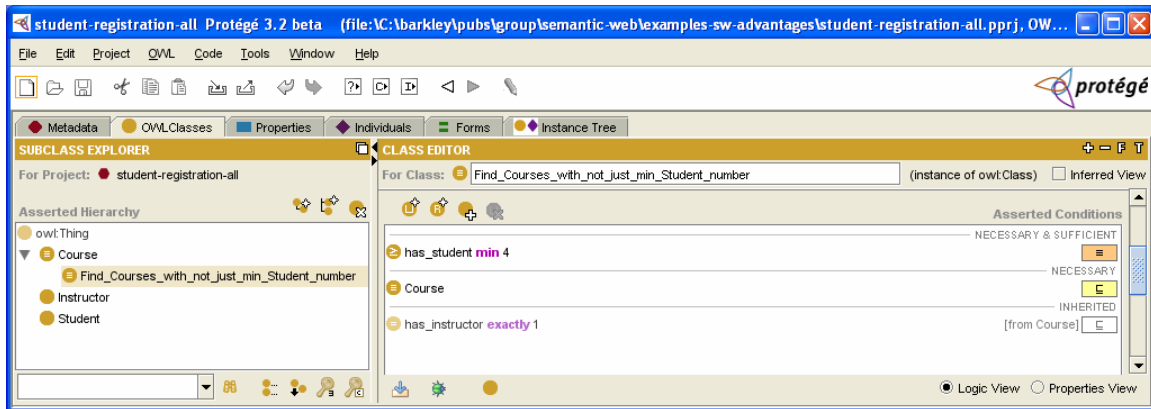 student-registration-all Protégé 3.2 beta (file:\C:\barkley\pubs\group\semantic-web\examples-sw-advantages\student-registration-all.pprj, OW...
File Edit Project OWL Code Tools Window Help
protégé
Metadata OWLClasses Properties Individuals Forms Instance Tree
SUBCLASS EXPLORER
For Project: student-registration-all
Asserted Hierarchy
owl:Thing
Course
Find_Courses_with_not_just_min_Student_number
Instructor
Student
CLASS EDITOR
For Class: Find_Courses_with_not_just_min_Student_number (instance of owl:Class) Inferred View
Asserted Conditions
NECESSARY & SUFFICIENT
has_student min 4
NECESSARY
Course
INHERITED
has_instructor exactly 1 [from Course]
Logic View Properties View